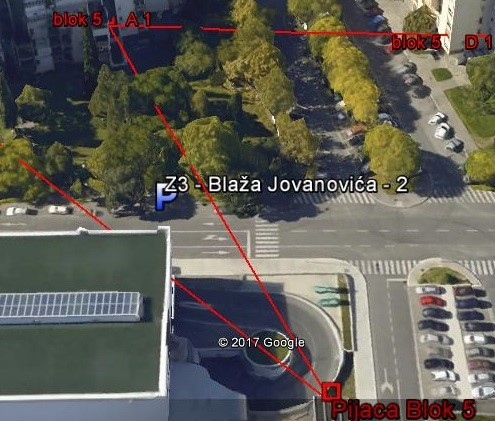 blok 5 A 1
blok 5 D 1
P
Z3 - Blaža Jovanovića - 2
© 2017 Google
Pijaca Blok 5